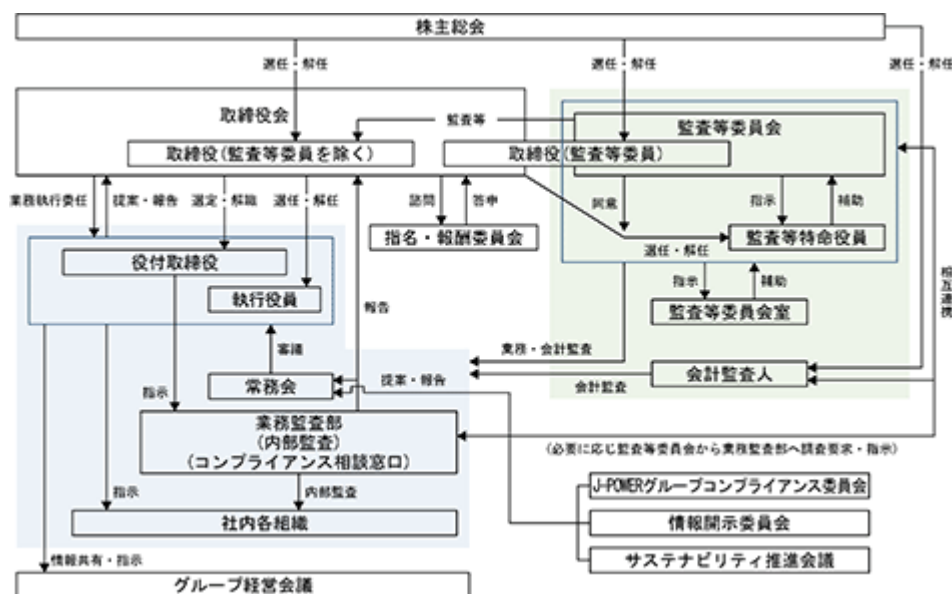 株主総会
選任・解任
選任・解任
選任・解任
取締役会
監査等
監査等委員会
取締役(監査等委員を除く)
取締役(監査等委員)
業務執行委任
提案・報告
選定・解職
選任・解任
諮問
答申
同意
指示
補助
指名・報酬委員会
監査等特命役員
選任・解任
役付取締役
執行役員
報告
指示
補助
監査等委員会室
相互連携
審議
業務・会計監査
常務会
提案・報告
会計監査
会計監査人
指示
業務監査部
(内部監査)
(コンプライアンス相談窓口)
(必要に応じ監査等委員会から業務監査部へ調査要求・指示)
指示
内部監査
J-POWERグループコンプライアンス委員会
社内各組織
情報開示委員会
情報共有・指示
サステナビリティ推進会議
グループ経営会議